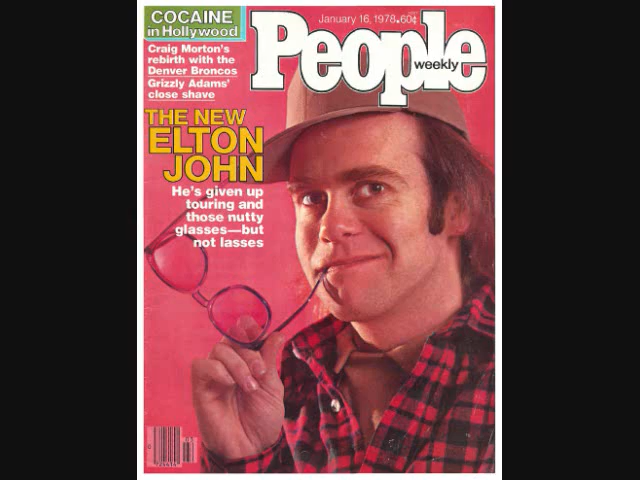 COCAINE
in Hollywood
Craig Morton's
rebirth with the
Denver Broncos
Grizzly Adams'
close shave
January 16, 1978 • 60¢
People
weekly
THE NEW
ELTON
JOHN
He's given up
touring and
those nutty
glasses—but
not lasses